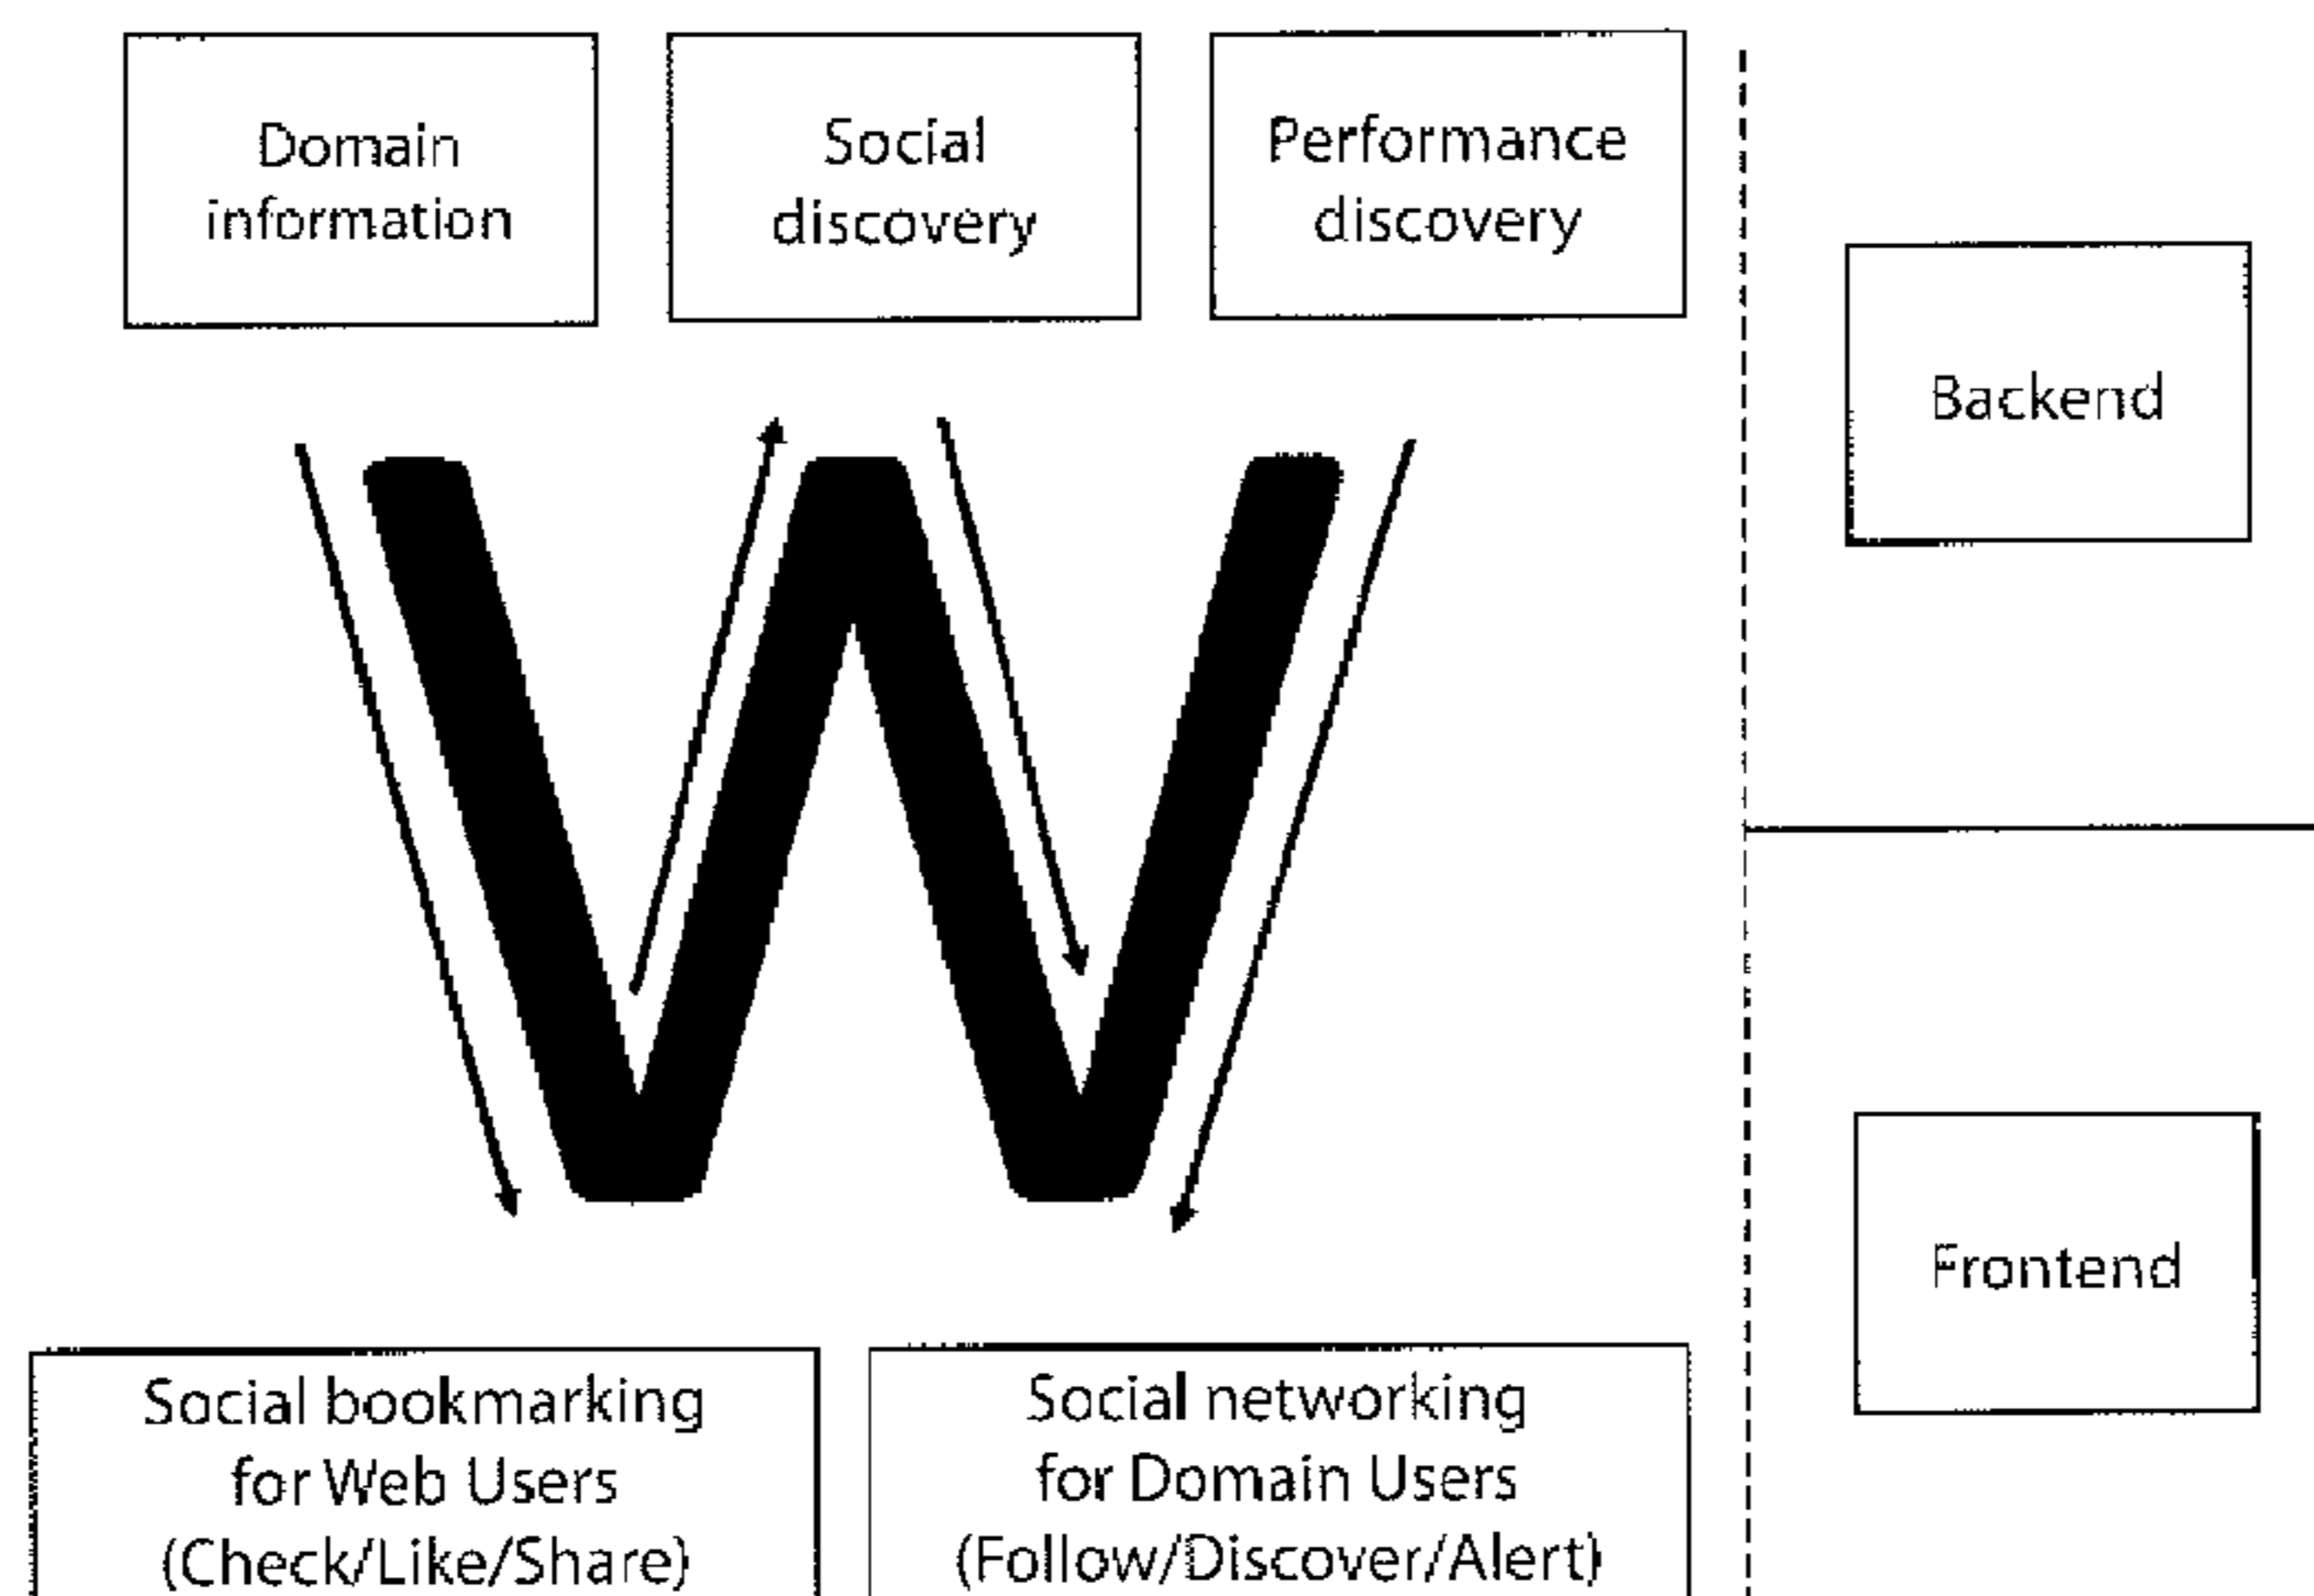 Domain
information
Social
discovery
Performance
discovery
Backend
W
Frontend
Social bookmarking
for Web Users
(Check/Like/Share)
Social networking
for Domain Users
(Follow/Discover/Alert)